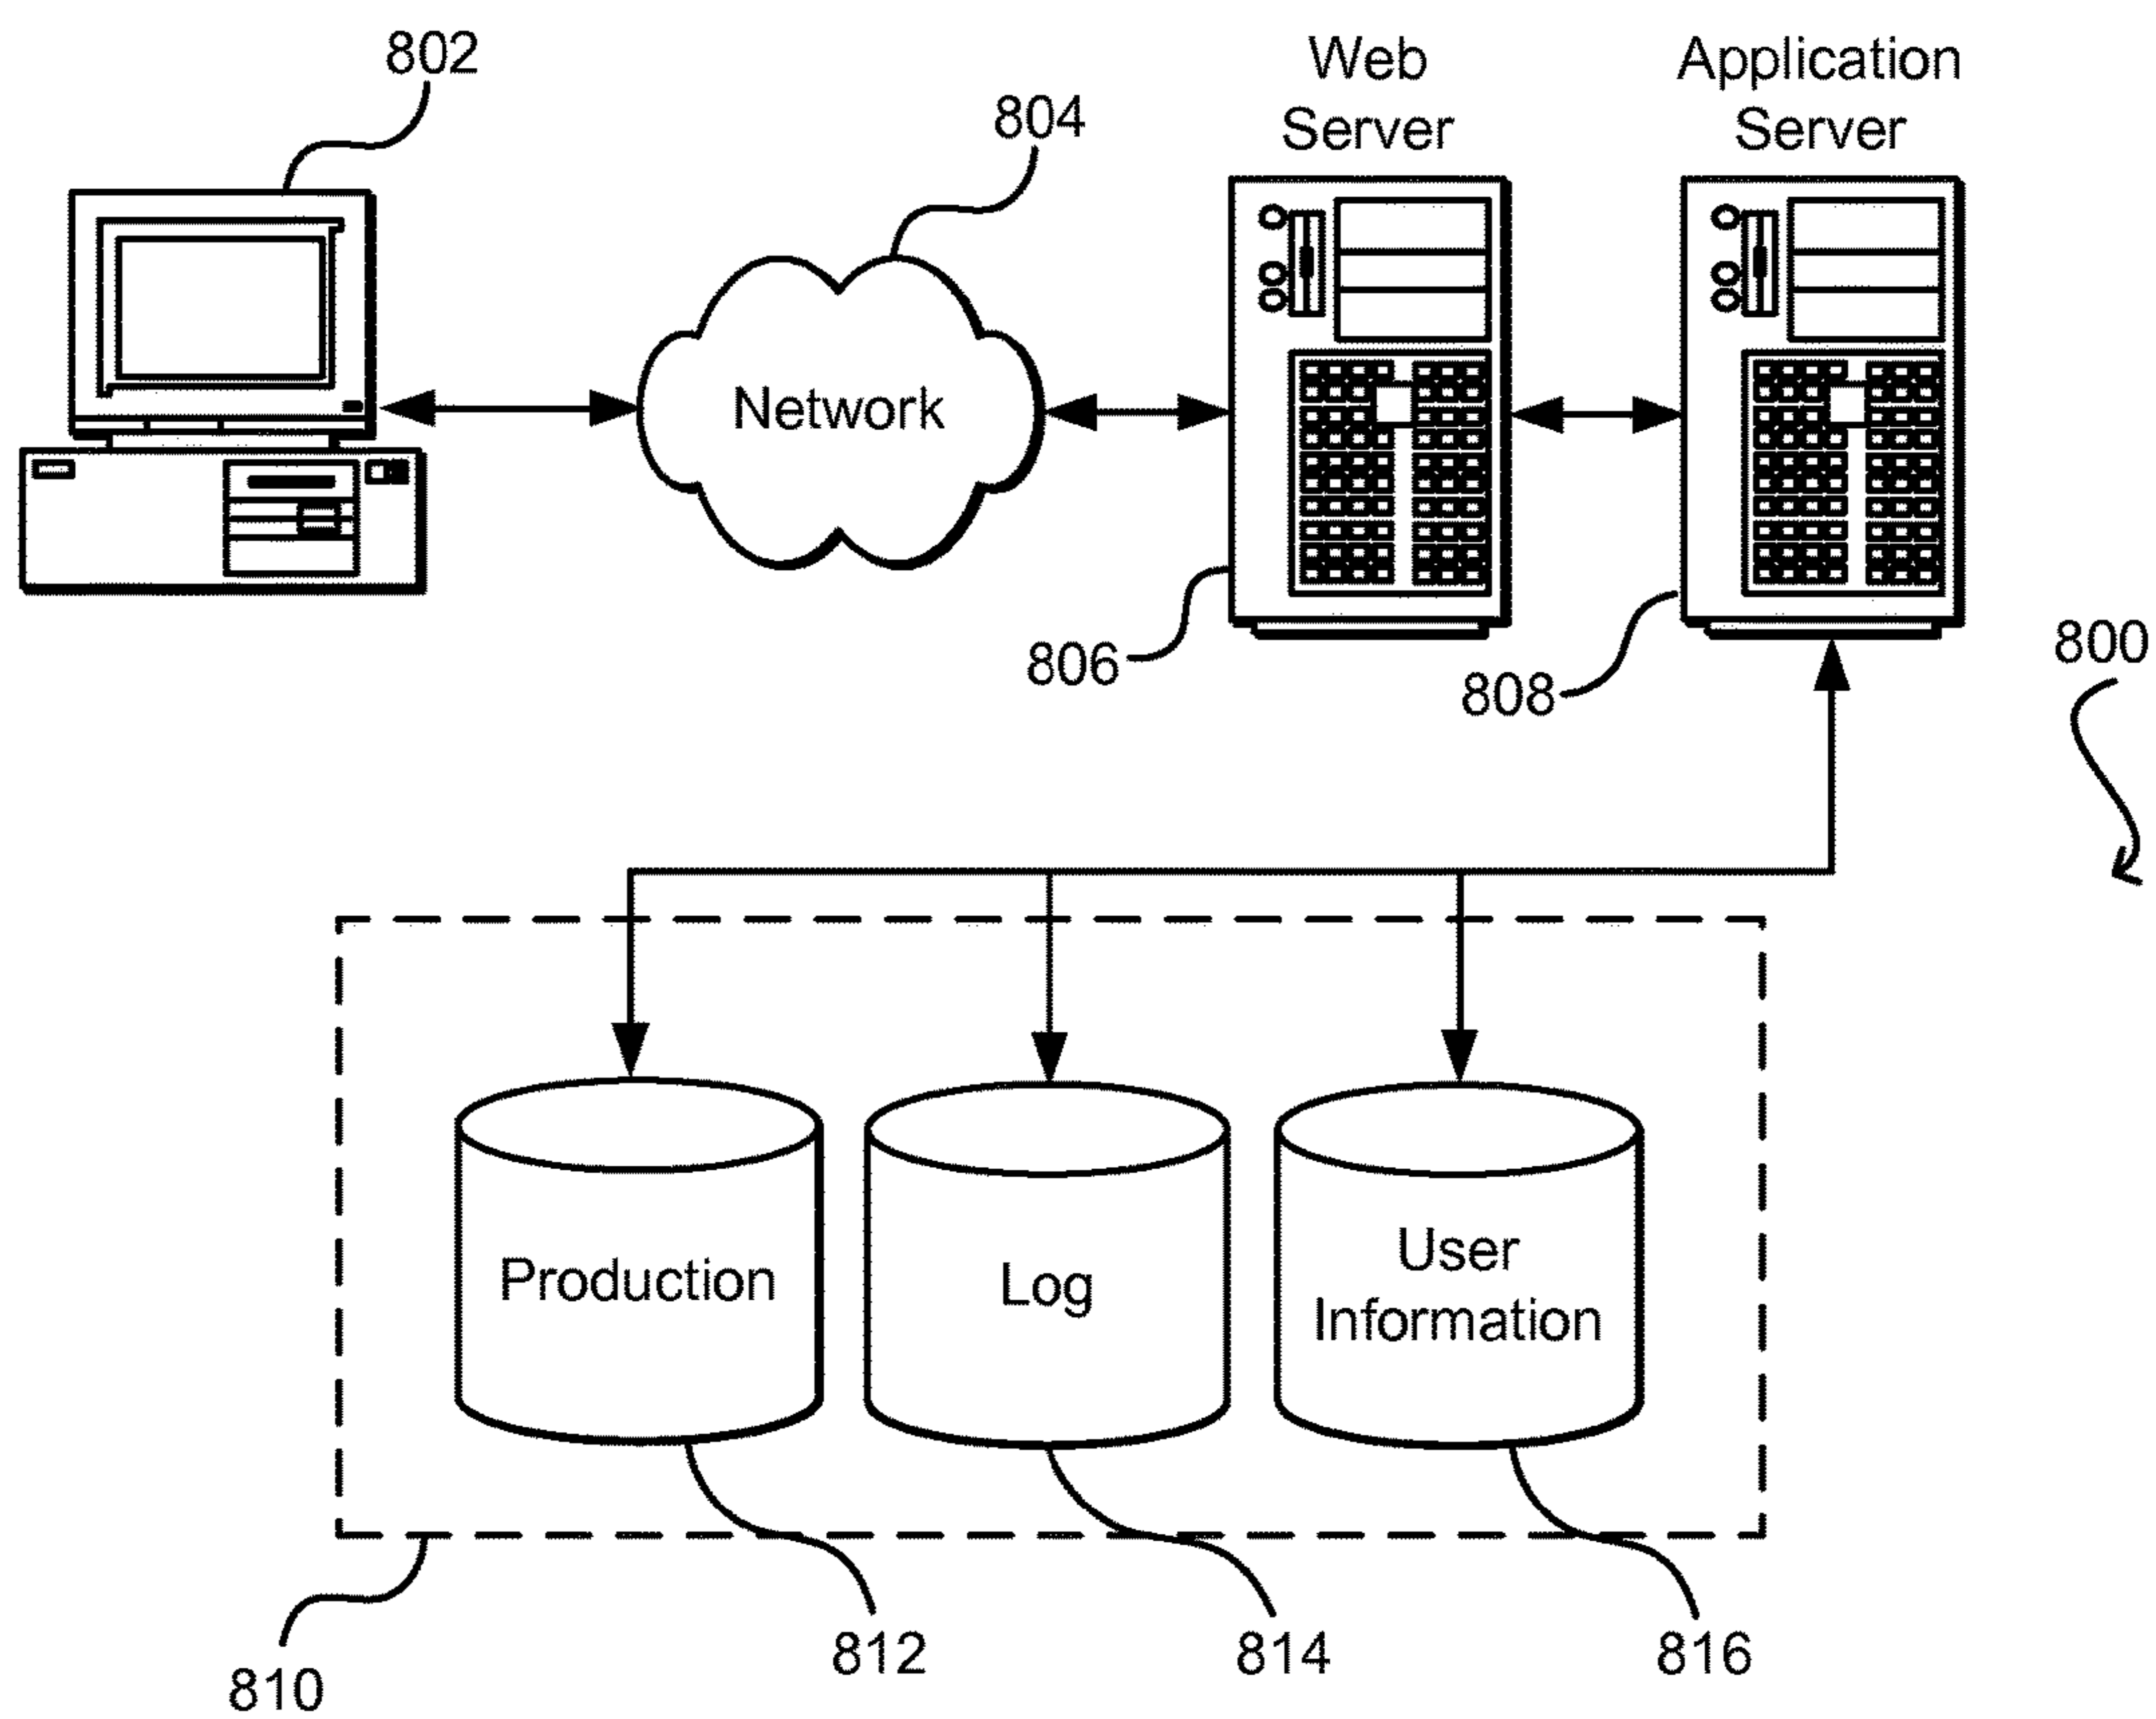 802
804
Web
Server
Application
Server
Network
806
808
800
Production
Log
User
Information
810
812
814
816